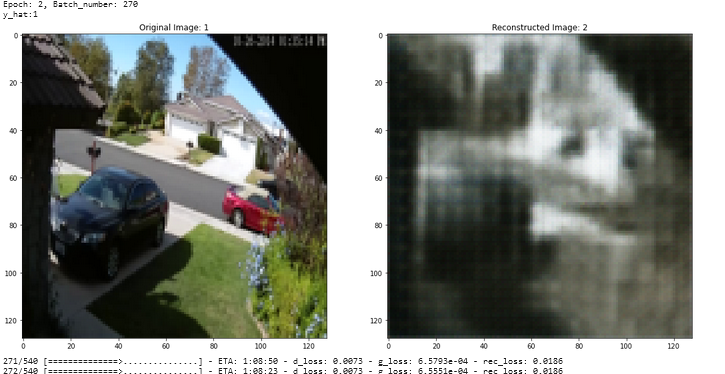 Epoch: 2, Batch_number: 270
y_hat:1
Original Image: 1
Reconstructed Image: 2
0
20
40
60
80
100
120
0 20 40 60 80 100 120
0
20
40
60
80
100
120
0 20 40 60 80 100 120
271/540 [==============>...............] - ETA: 1:08:50 - d_loss: 0.0073 - g_loss: 6.5793e-04 - rec_loss: 0.0186
272/540 [==============>...............] - ETA: 1:08:23 - d_loss: 0.0073 - g_loss: 6.5551e-04 - rec_loss: 0.0186